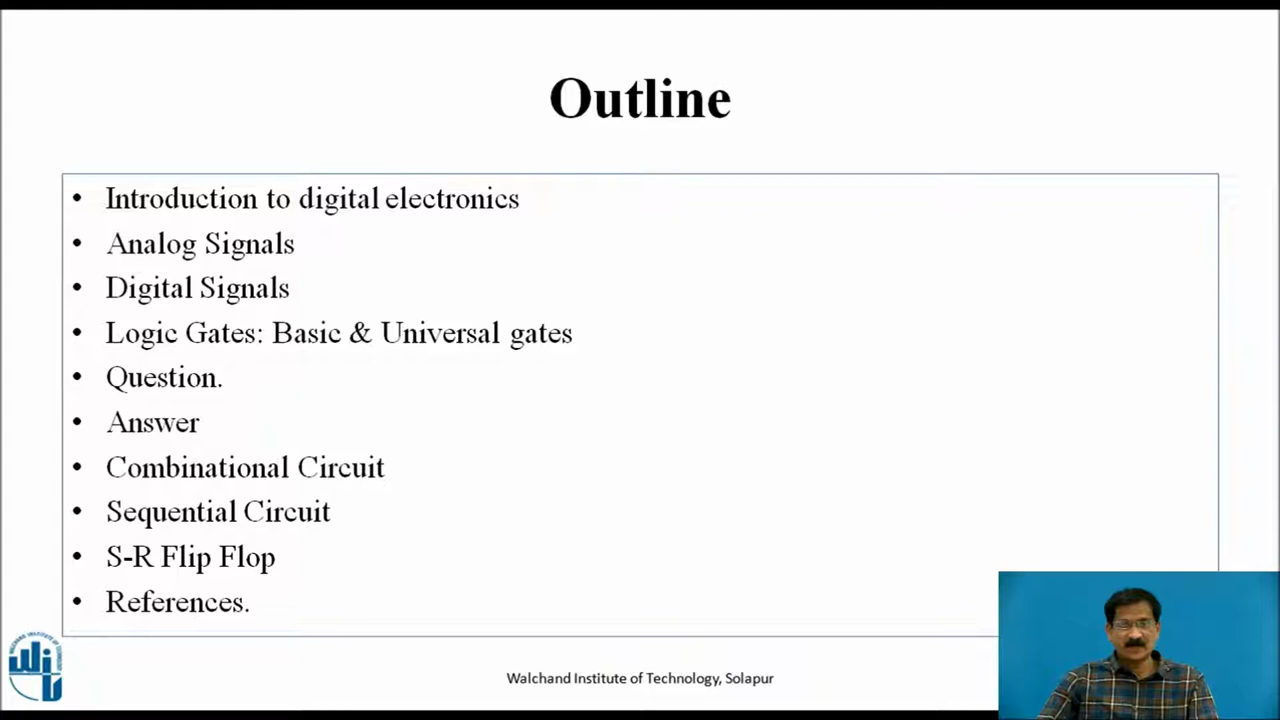 Outline
• Introduction to digital electronics
• Analog Signals
• Digital Signals
• Logic Gates: Basic & Universal gates
• Question.
• Answer
• Combinational Circuit
• Sequential Circuit
• S-R Flip Flop
• References.
Walchand Institute of Technology, Solapur